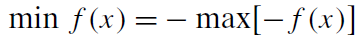 min f(x) = − max[−f(x)]